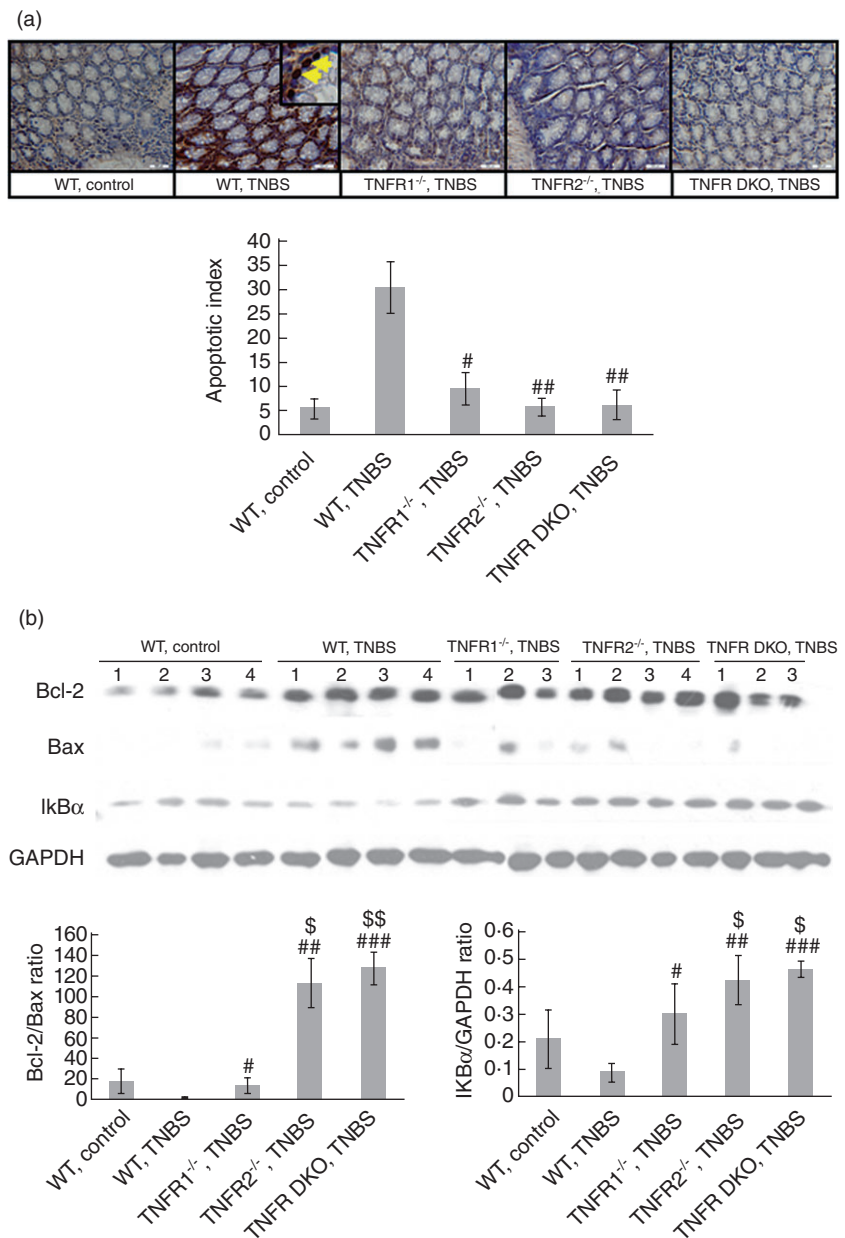 (a)
WT, control
WT, TNBS
TNFR1-/-, TNBS
TNFR2-/-, TNBS
TNFR DKO, TNBS
Apoptotic index
40
35
30
25
20
15
10
5
0
#
##
##
WT, control
WT, TNBS
TNFR1-/-, TNBS
TNFR2-/-, TNBS
TNFR DKO, TNBS
(b)
WT, control WT, TNBS TNFR1-/-, TNBS TNFR2-/-, TNBS TNFR DKO, TNBS
1 2 3 4 1 2 3 4 1 2 3 1 2 3 4 1 2 3
Bcl-2
Bax
IkBα
GAPDH
Bcl-2/Bax ratio
160
140
120
100
80
60
40
20
0
#
$
##
$$
###
WT, control
WT, TNBS
TNFR1-/-, TNBS
TNFR2-/-, TNBS
TNFR DKO, TNBS
IKBα/GAPDH ratio
0·6
0·5
0·4
0·3
0·2
0·1
0
#
$
##
$
###
WT, control
WT, TNBS
TNFR1-/-, TNBS
TNFR2-/-, TNBS
TNFR DKO, TNBS